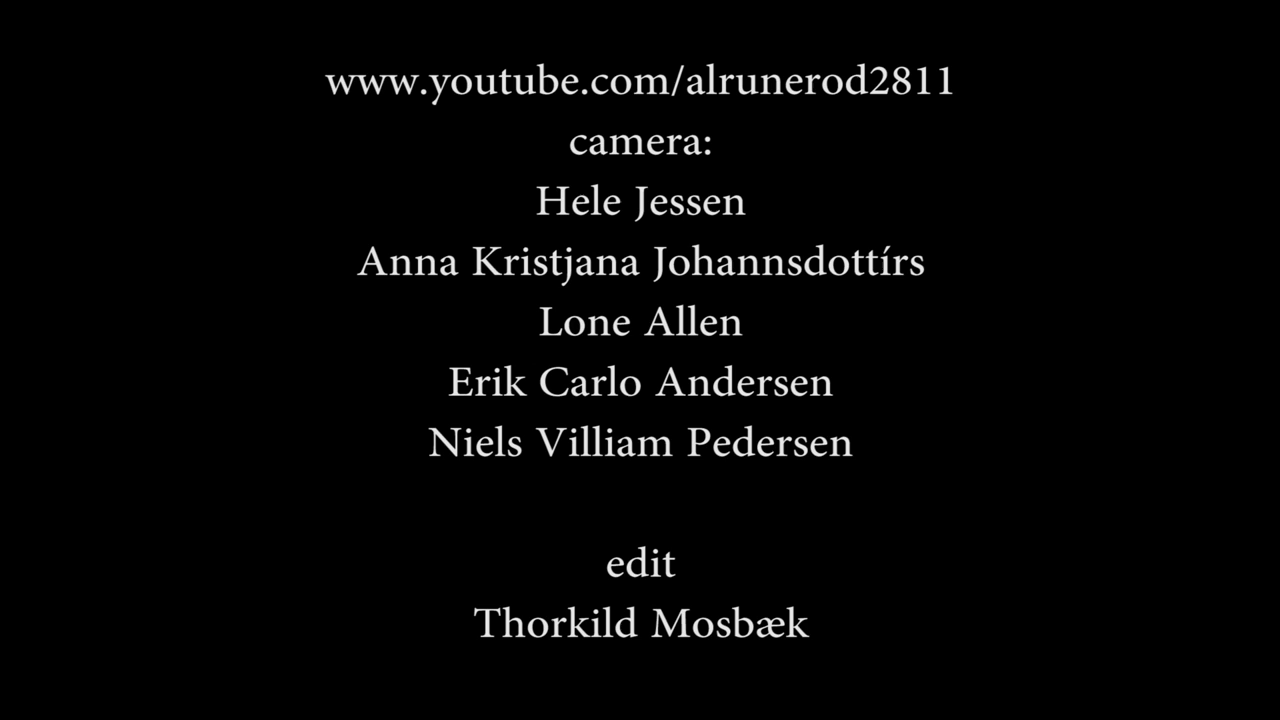 www.youtube.com/alrunerod2811
camera:
Hele Jessen
Anna Kristjana Johannsdottírs
Lone Allen
Erik Carlo Andersen
Niels Villiam Pedersen
edit
Thorkild Mosbæk